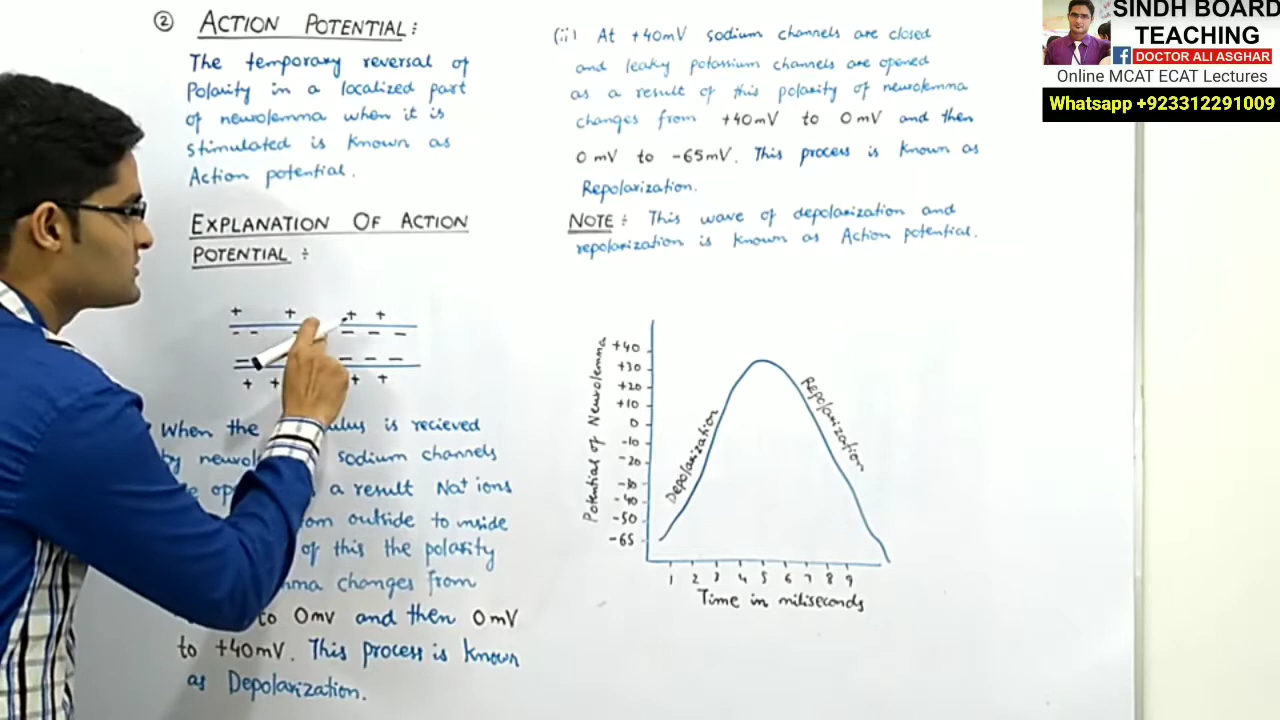 ② ACTION POTENTIAL:
The temporary reversal of
Polarity in a localized part
of neurolemma when it is
stimulated is known as
Action potential.
EXPLANATION OF ACTION
POTENTIAL :
+ + + +
- - - - -
- - - -
+ + + +
When the is recieved
by sodium channels
a result Na+ ions
outside to inside
of this the polarity
changes from
to 0mv and then 0mV
to +40mV. This process is known
as Depolarization.
(ii) At +40mV sodium channels are closed
and leaky potassium channels are opened
as a result of this polarity of neurolemma
changes from +40mV to 0mV and then
0mV to -65mV. This process is known as
Repolarization.
NOTE : This wave of depolarization and
repolarization is known as Action potential.
Potential of Neurolemma
+40
+30
+20
+10
0
-10
-20
-30
-40
-50
-65
Depolarization
Repolarization
1 2 3 4 5 6 7 8 9
Time in miliseconds
SINDH BOARD
TEACHING
f DOCTOR ALI ASGHAR
Online MCAT ECAT Lectures
Whatsapp +923312291009